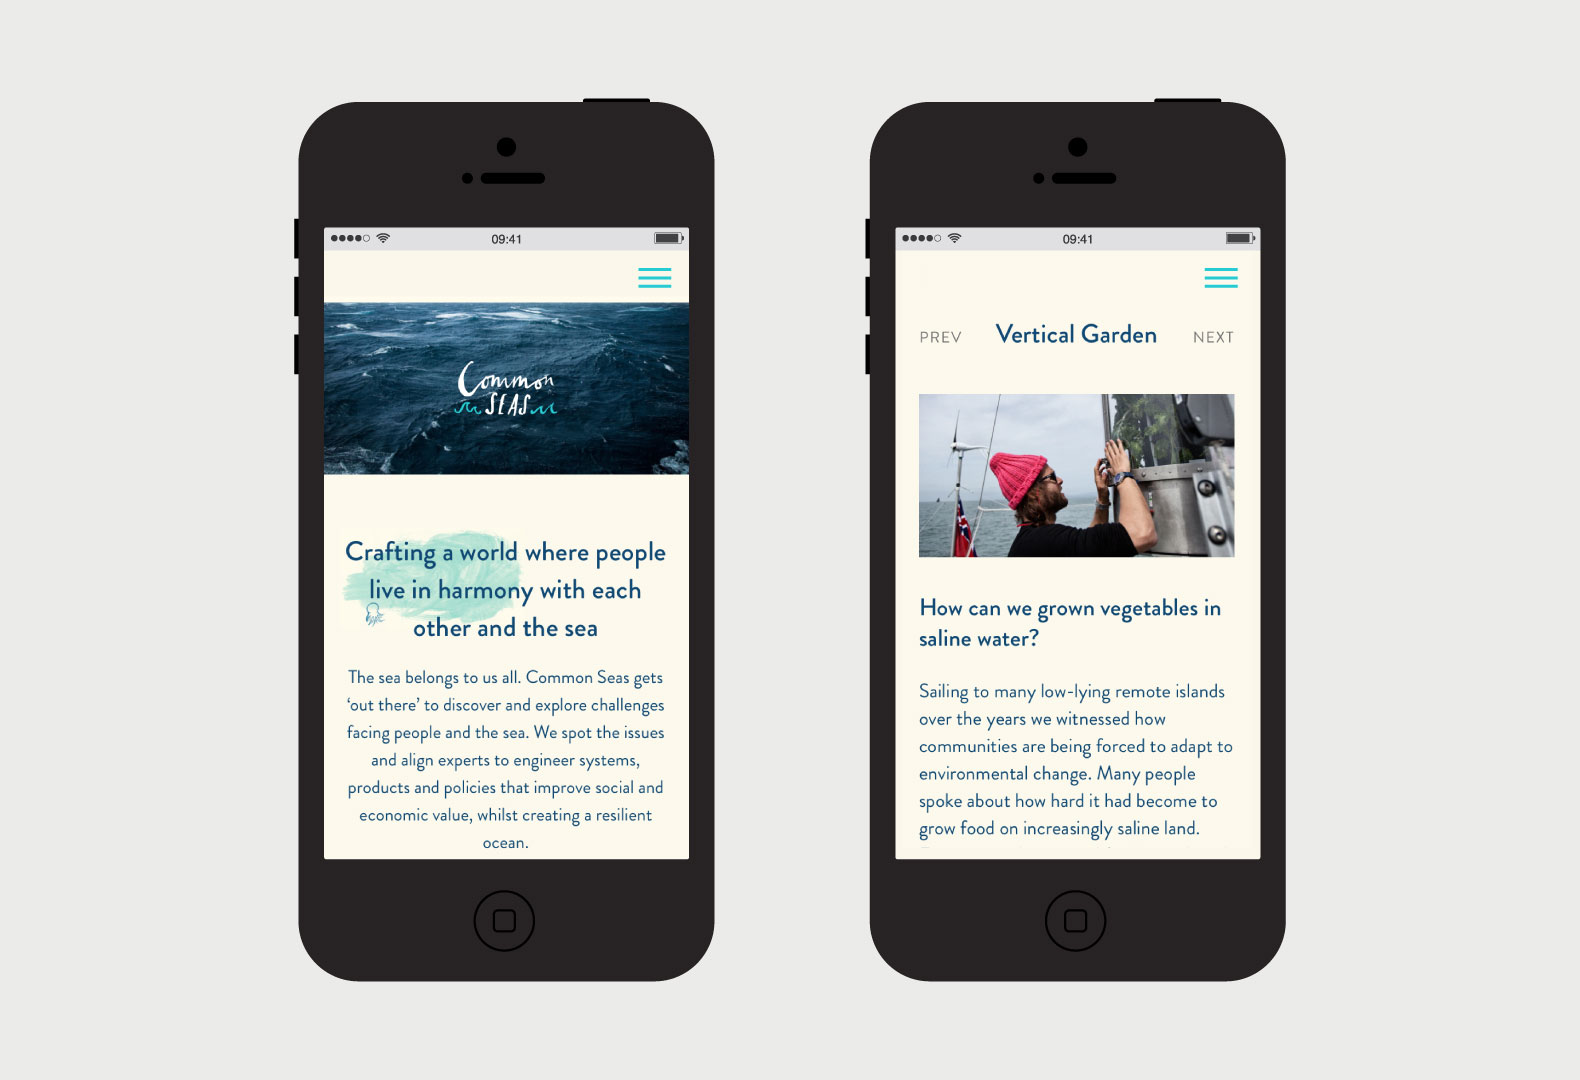 09:41
Common
SEAS
Crafting a world where people
live in harmony with each
other and the sea
The sea belongs to us all. Common Seas gets
‘out there’ to discover and explore challenges
facing people and the sea. We spot the issues
and align experts to engineer systems,
products and policies that improve social and
economic value, whilst creating a resilient
ocean.
09:41
PREV Vertical Garden NEXT
How can we grown vegetables in
saline water?
Sailing to many low-lying remote islands
over the years we witnessed how
communities are being forced to adapt to
environmental change. Many people
spoke about how hard it had become to
grow food on increasingly saline land.